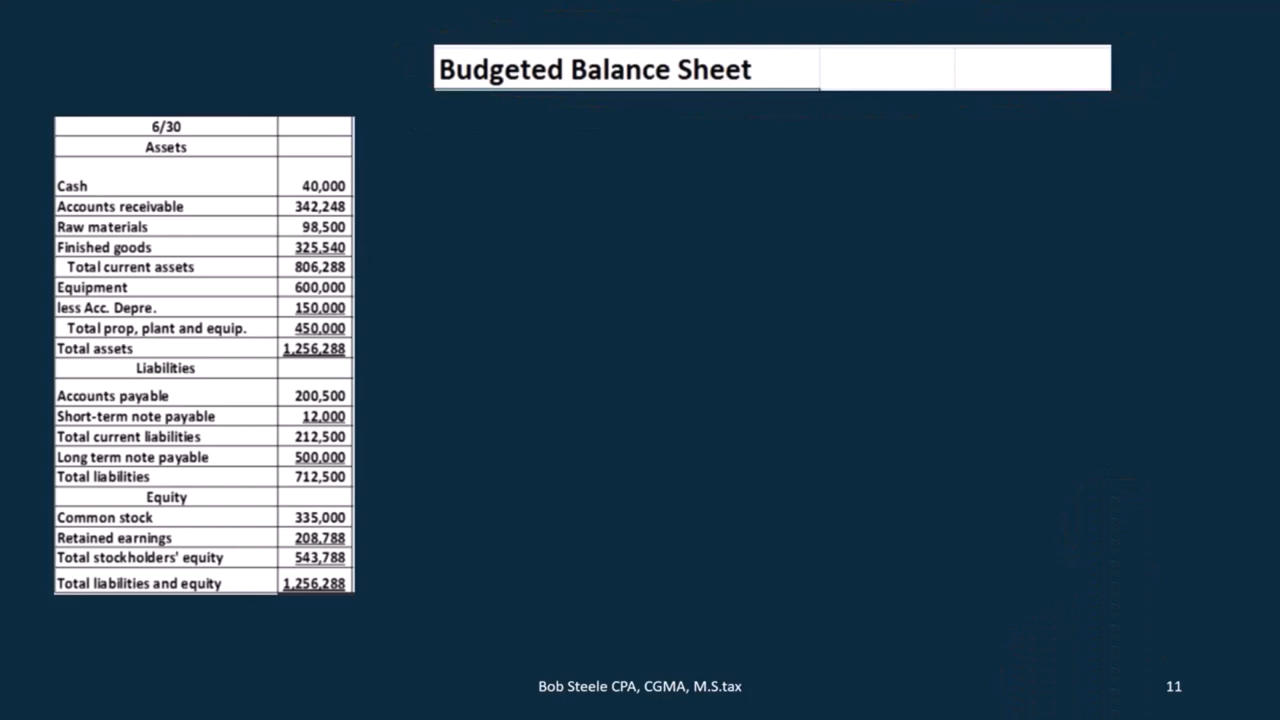 Budgeted Balance Sheet
6/30
Assets
Cash 40,000
Accounts receivable 342,248
Raw materials 98,500
Finished goods 325,540
Total current assets 806,288
Equipment 600,000
less Acc. Depre. 150,000
Total prop, plant and equip. 450,000
Total assets 1,256,288
Liabilities
Accounts payable 200,500
Short-term note payable 12,000
Total current liabilities 212,500
Long term note payable 500,000
Total liabilities 712,500
Equity
Common stock 335,000
Retained earnings 208,788
Total stockholders' equity 543,788
Total liabilities and equity 1,256,288
Bob Steele CPA, CGMA, M.S.tax 11